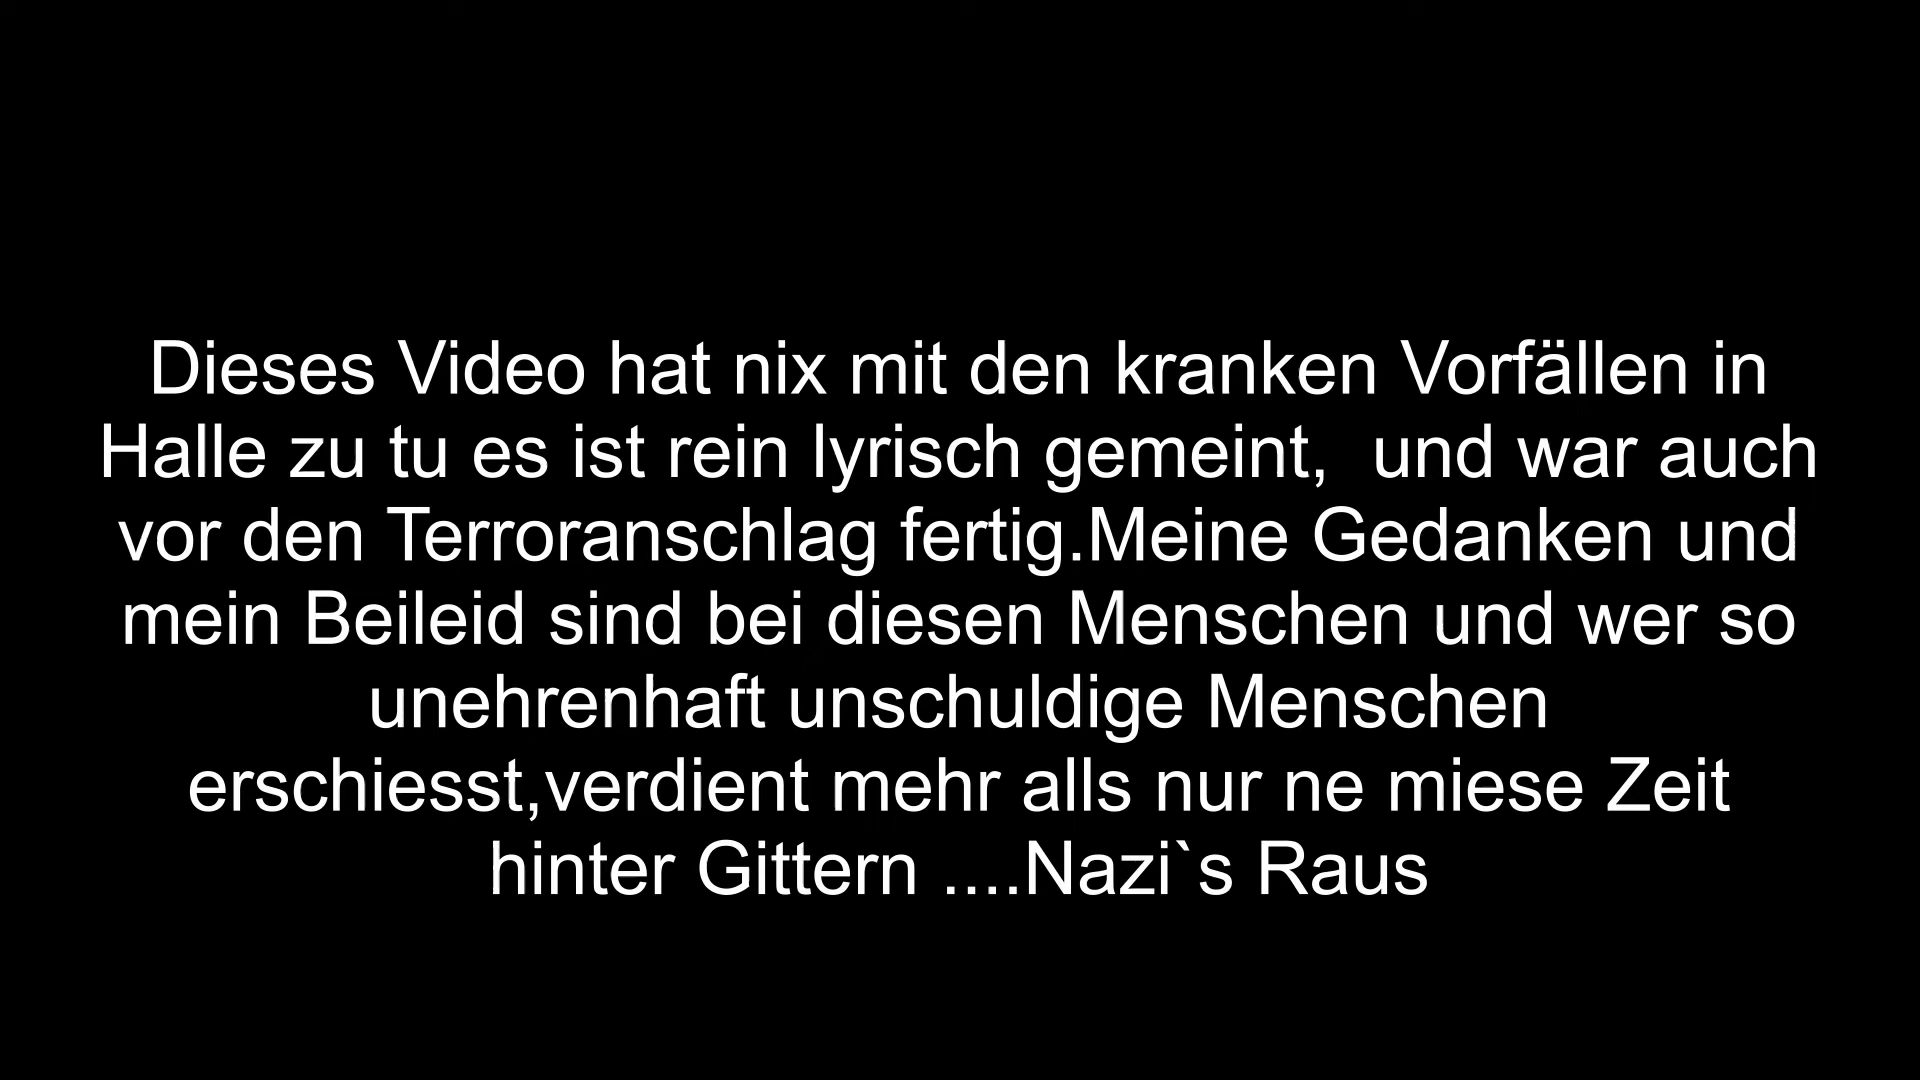 Dieses Video hat nix mit den kranken Vorfällen in
Halle zu tu es ist rein lyrisch gemeint,  und war auch
vor den Terroranschlag fertig.Meine Gedanken und
mein Beileid sind bei diesen Menschen und wer so
unehrenhaft unschuldige Menschen
erschiesst,verdient mehr alls nur ne miese Zeit
hinter Gittern ....Nazi`s Raus